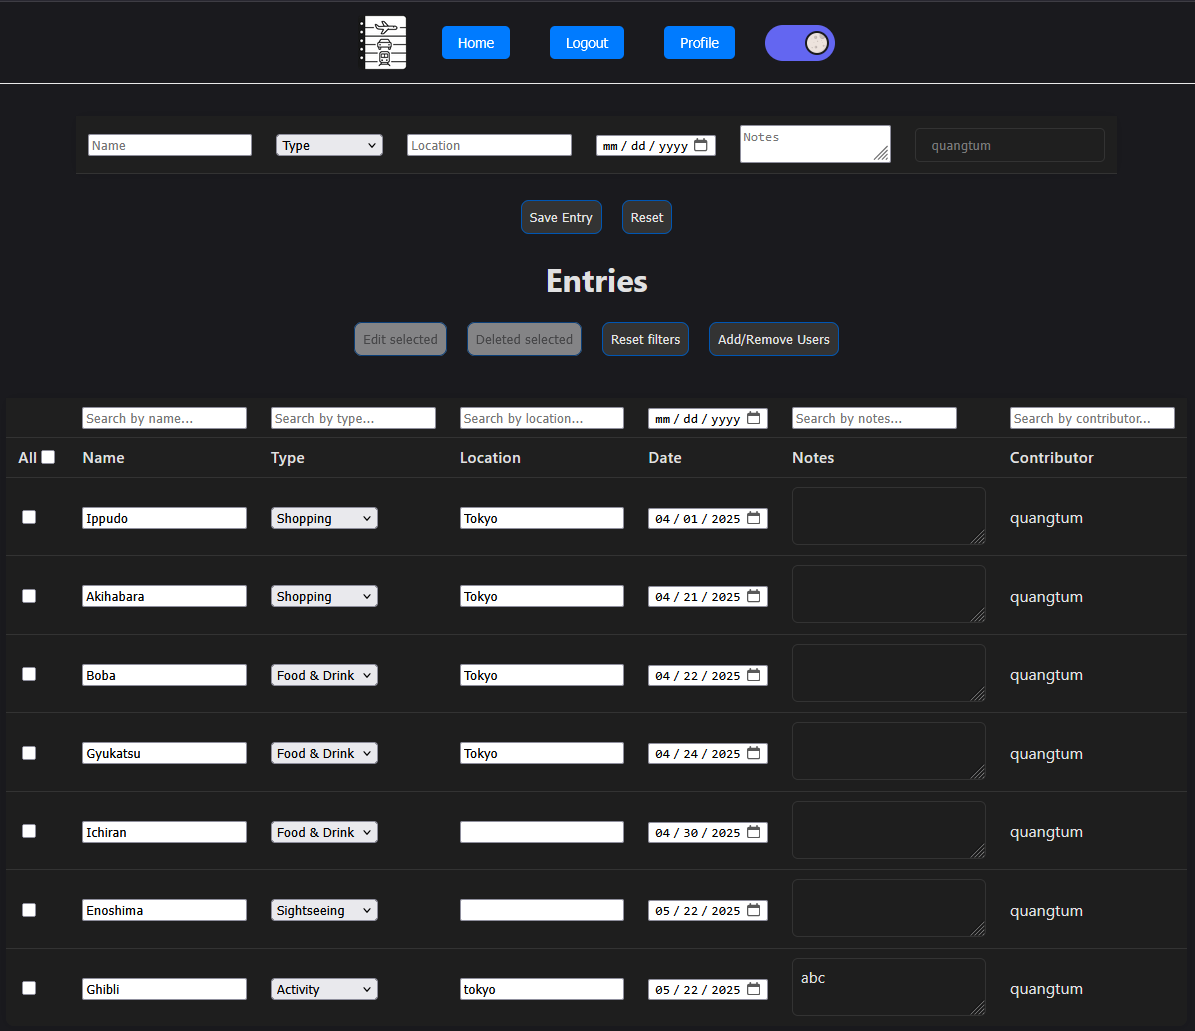 Home Logout Profile
Name Type Location mm / dd / yyyy Notes quangtum
Save Entry Reset
Entries
Edit selected Deleted selected Reset filters Add/Remove Users
Search by name... Search by type... Search by location... mm / dd / yyyy Search by notes... Search by contributor...
All Name Type Location Date Notes Contributor
Ippudo Shopping Tokyo 04 / 01 / 2025 quangtum
Akihabara Shopping Tokyo 04 / 21 / 2025 quangtum
Boba Food & Drink Tokyo 04 / 22 / 2025 quangtum
Gyukatsu Food & Drink Tokyo 04 / 24 / 2025 quangtum
Ichiran Food & Drink 04 / 30 / 2025 quangtum
Enoshima Sightseeing 05 / 22 / 2025 quangtum
Ghibli Activity tokyo 05 / 22 / 2025 abc quangtum